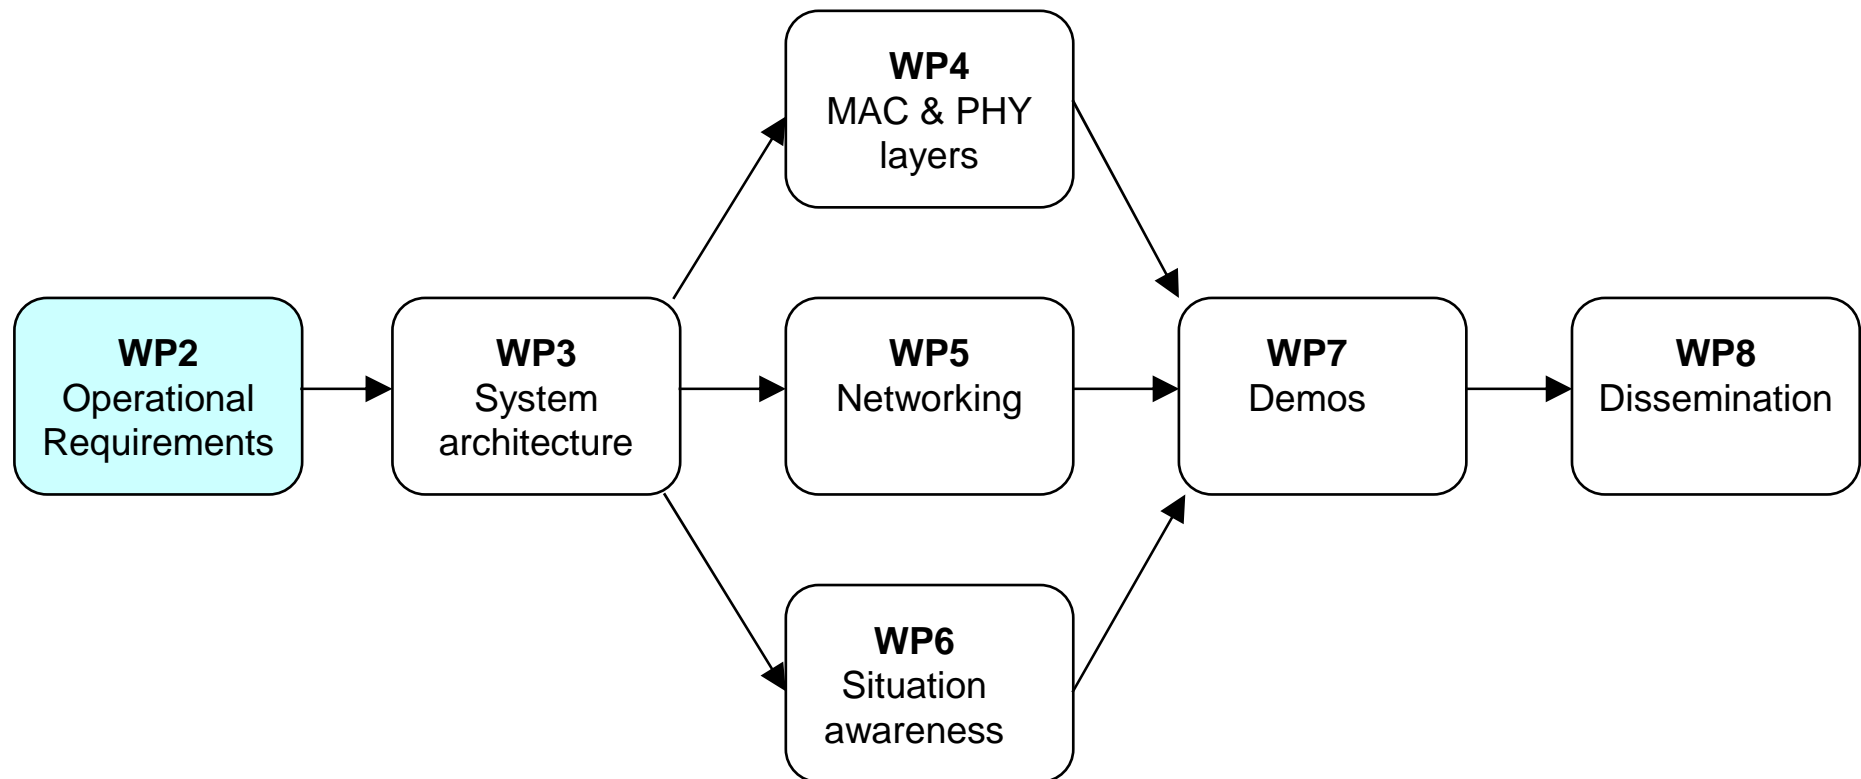 WP4
MAC & PHY
layers
WP2
Operational
Requirements
WP3
System
architecture
WP5
Networking
WP7
Demos
WP8
Dissemination
WP6
Situation
awareness